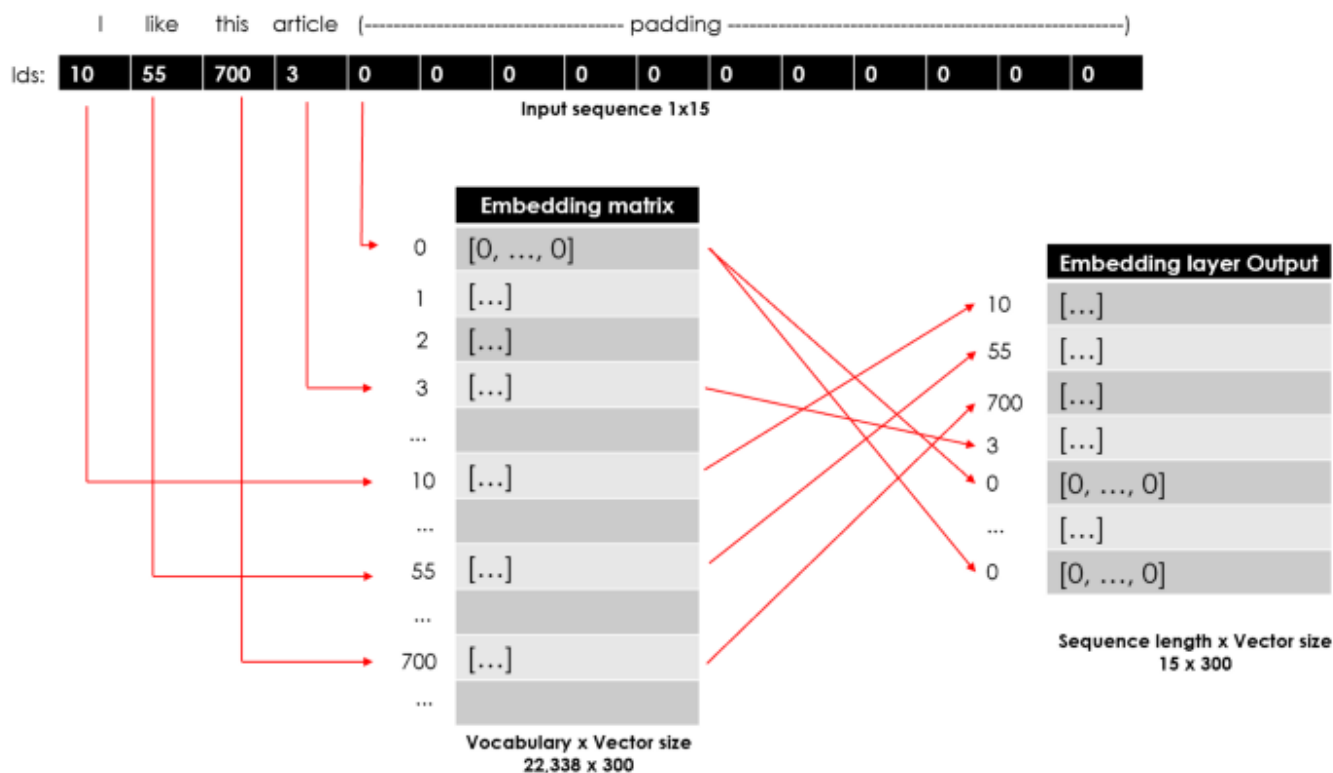 I like this article (------------------------------------ padding ------------------------------------------------------)
Ids: 10 55 700 3 0 0 0 0 0 0 0 0 0 0 0
Input sequence 1x15
Embedding matrix
0 [0, ..., 0]
1 [...]
2 [...]
3 [...]
...
10 [...]
...
55 [...]
...
700 [...]
...
Vocabulary x Vector size
22,338 x 300
Embedding layer Output
10 [...]
55 [...]
700 [...]
3 [...]
0 [0, ..., 0]
... [...]
0 [0, ..., 0]
Sequence length x Vector size
15 x 300